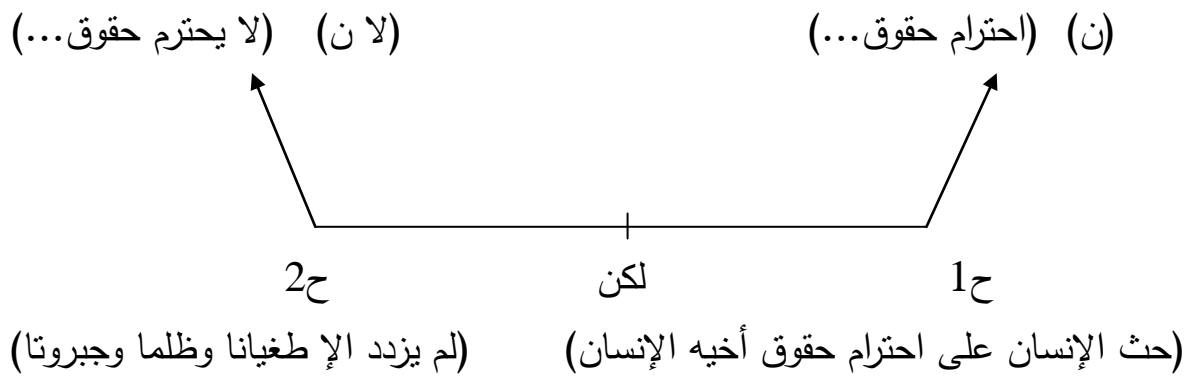 (ن) (احترام حقوق...) (لا ن) (لا يحترم حقوق...)
ح1 لكن ح2
(حث الإنسان على احترام حقوق أخيه الإنسان) (لم يزدد الإ طغيانا وظلما وجبروتا)